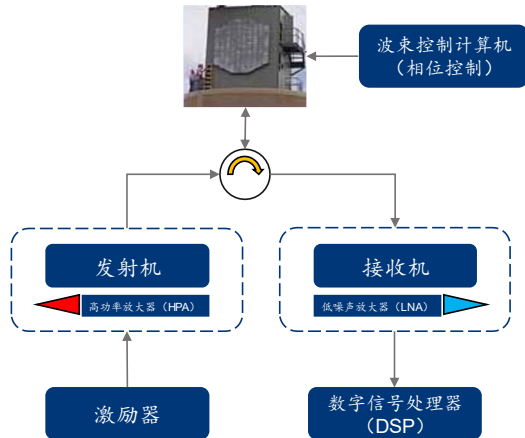 波束控制计算机
（相位控制）
发射机
高功率放大器（HPA）
接收机
低噪声放大器（LNA）
激励器
数字信号处理器
（DSP）